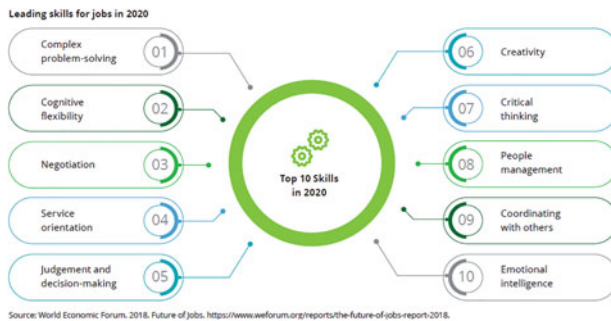 Leading skills for jobs in 2020
Complex
problem-solving
01
Cognitive
flexibility
02
Negotiation
03
Service
orientation
04
Judgement and
decision-making
05
Top 10 Skills
in 2020
06
Creativity
07
Critical
thinking
08
People
management
09
Coordinating
with others
10
Emotional
intelligence
Source: World Economic Forum. 2018. Future of Jobs. https://www.weforum.org/reports/the-future-of-jobs-report-2018.